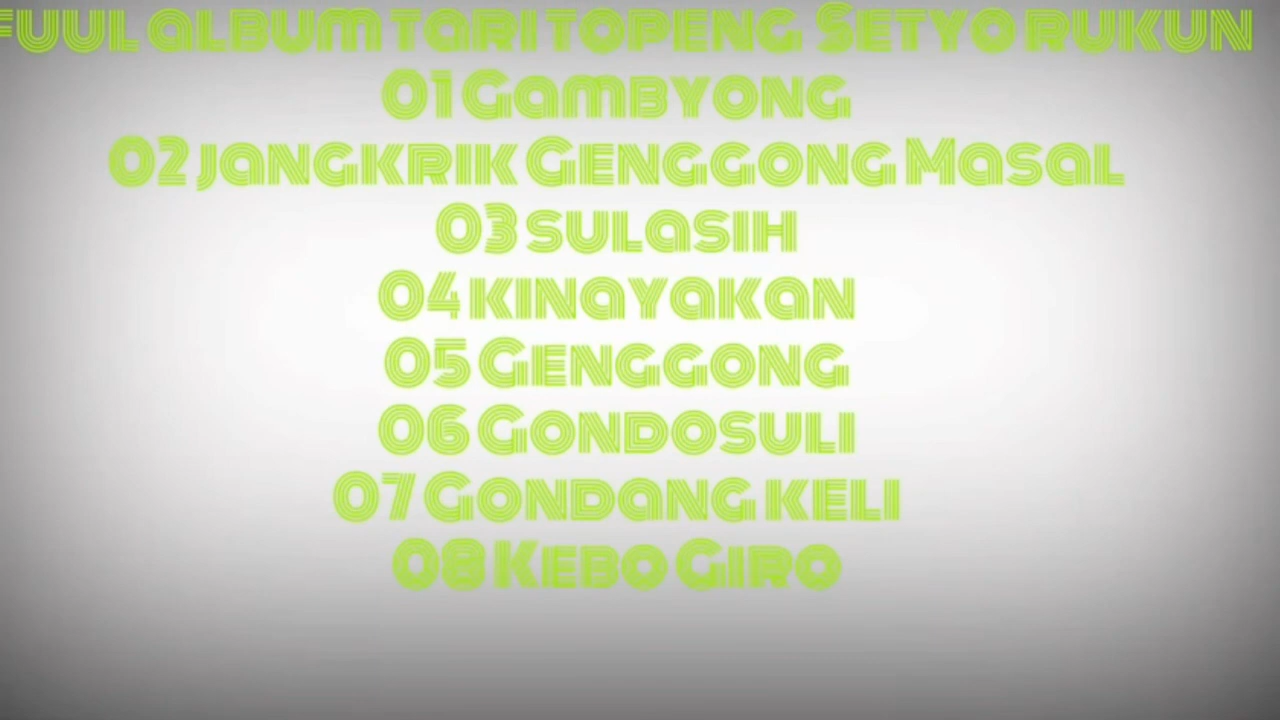 Fuul album tari topeng Setyo rukun
01 Gambyong
02 jangkrik Genggong Masal
03 sulasih
04 kinayakan
05 Genggong
06 Gondosuli
07 Gondang keli
08 Kebo Giro